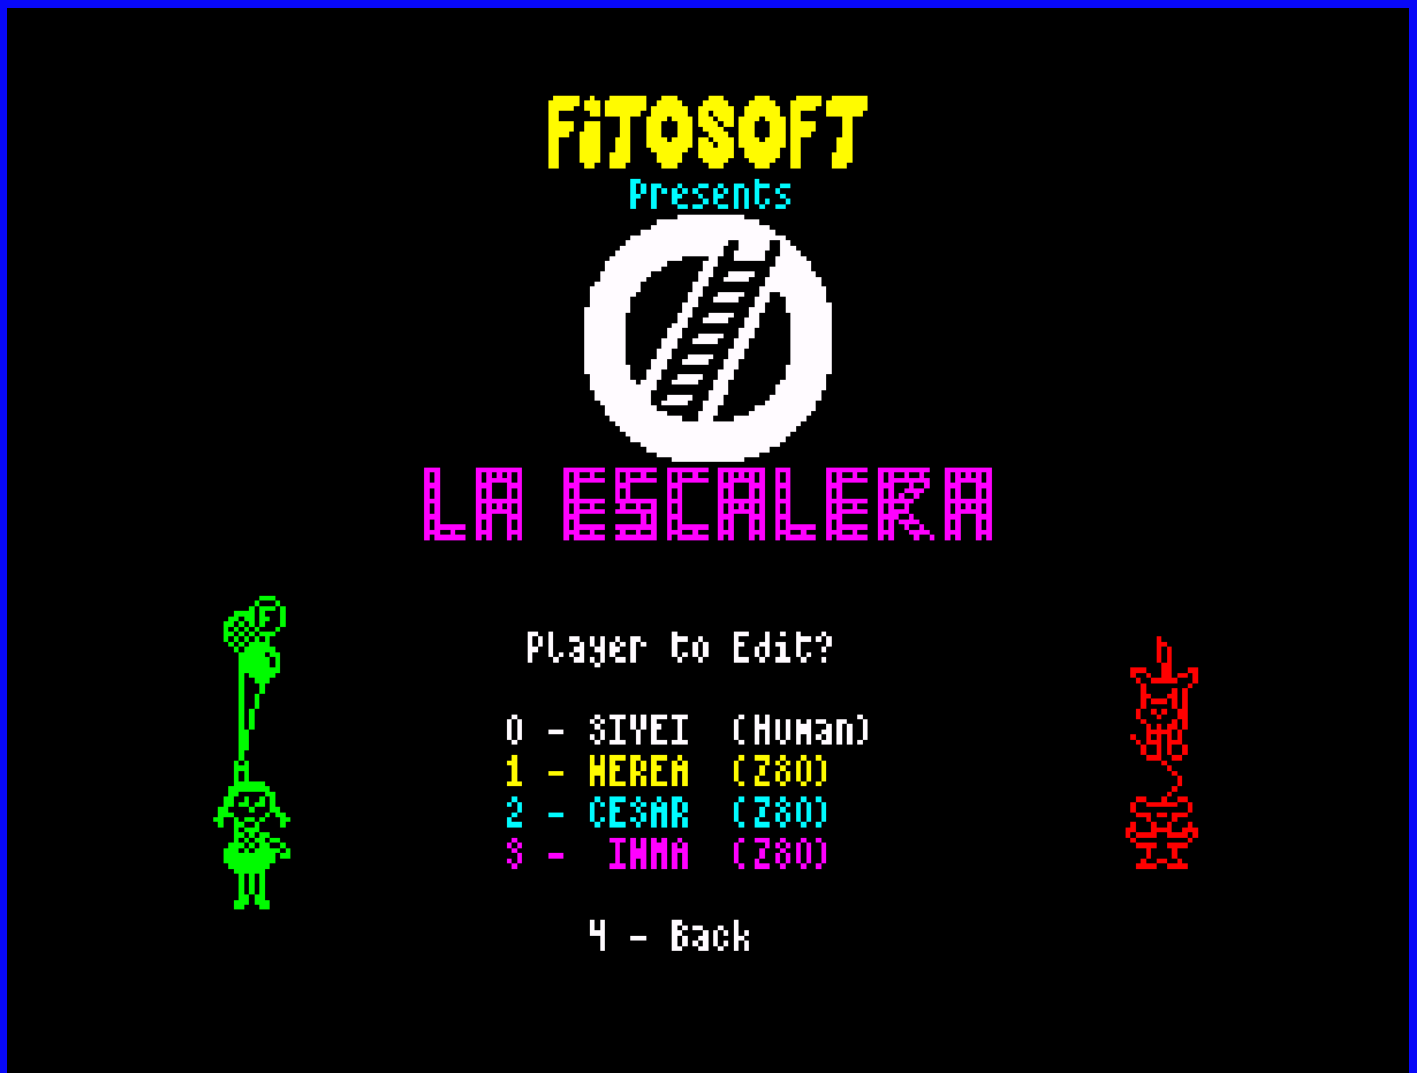 FiTOSOFT
Presents
LA ESCALERA
F
Player to Edit?
0 - SIYEI (Human)
1 - NEREA (Z80)
2 - CESAR (Z80)
3 - INMA (Z80)
4 - Back